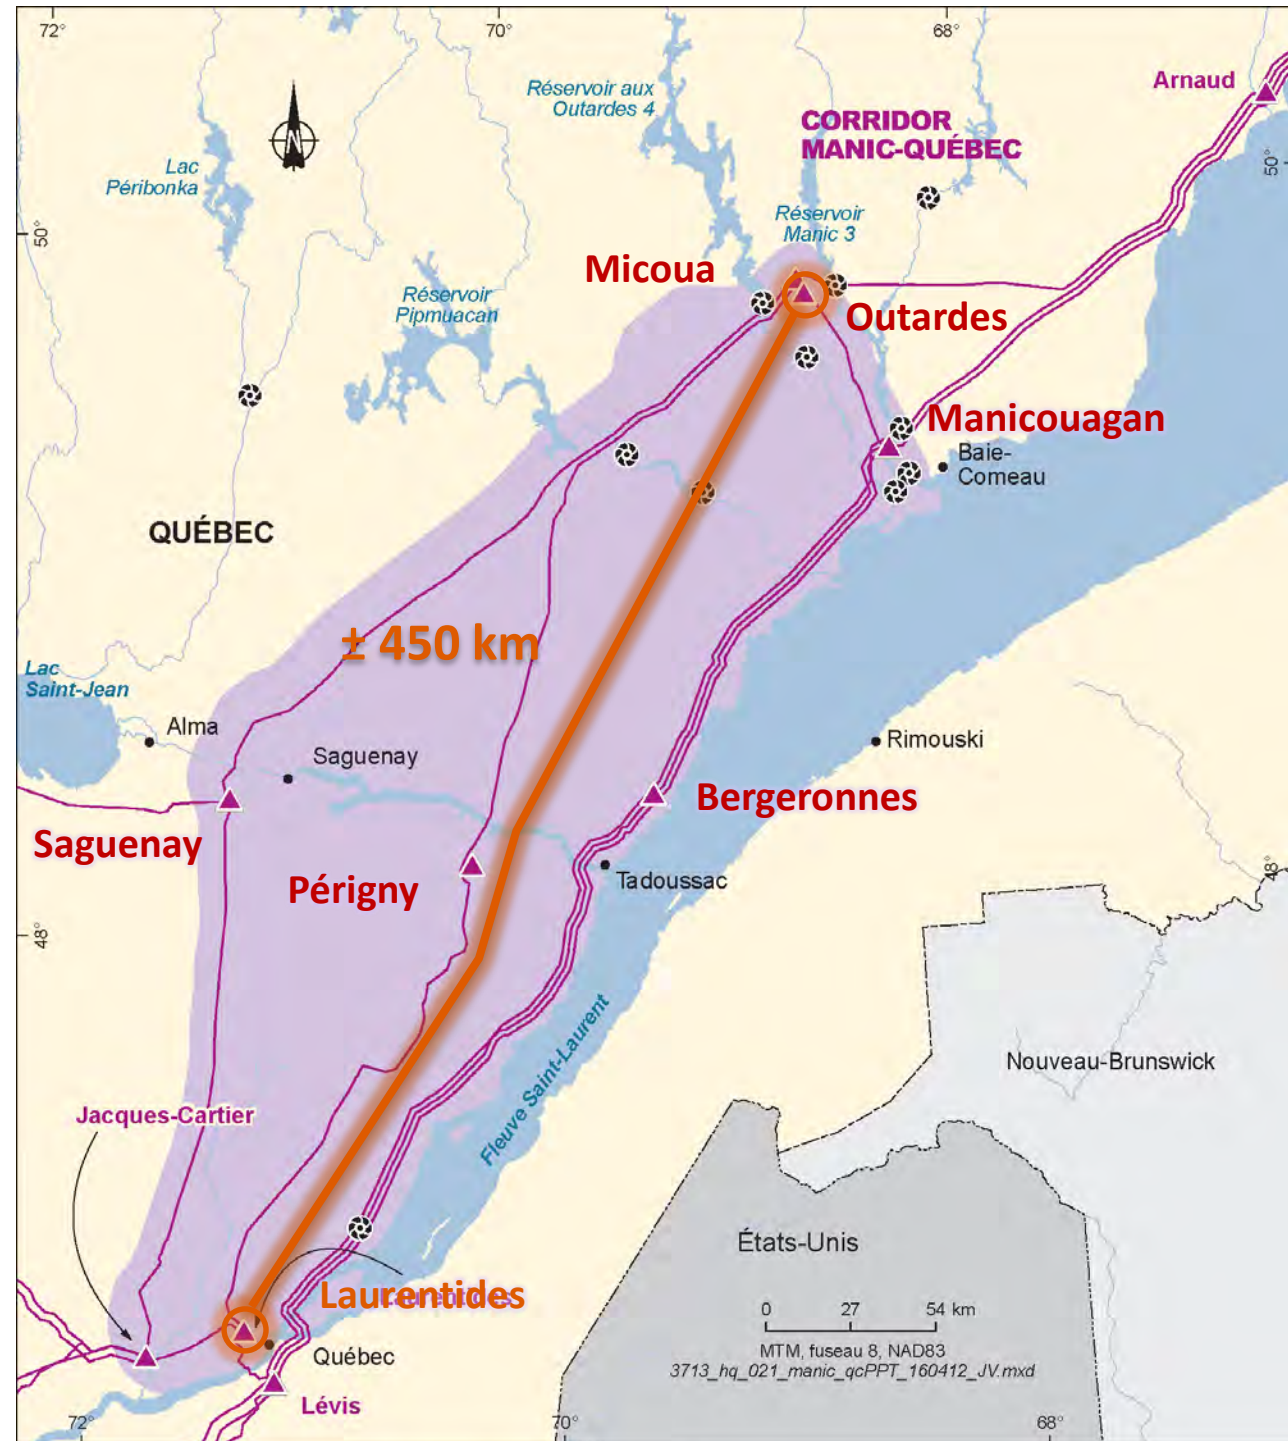 72°
70°
68°
Arnaud
Réservoir aux
Outardes 4
CORRIDOR
MANIC-QUÉBEC
N
Lac
Péribonka
50°
Réservoir
Manic 3
50°
Micoua
Réservoir
Pipmuacan
Outardes
Manicouagan
Baie-
Comeau
QUÉBEC
± 450 km
Lac
Saint-Jean
Alma
Saguenay
Rimouski
Bergeronnes
Saguenay
Périgny
Tadoussac
48°
48°
Fleuve Saint-Laurent
Nouveau-Brunswick
Jacques-Cartier
États-Unis
Laurentides
Laurentides
0 27 54 km
Québec
MTM, fuseau 8, NAD83
3713_hq_021_manic_qcPPT_160412_JV.mxd
Lévis
72°
70°
68°